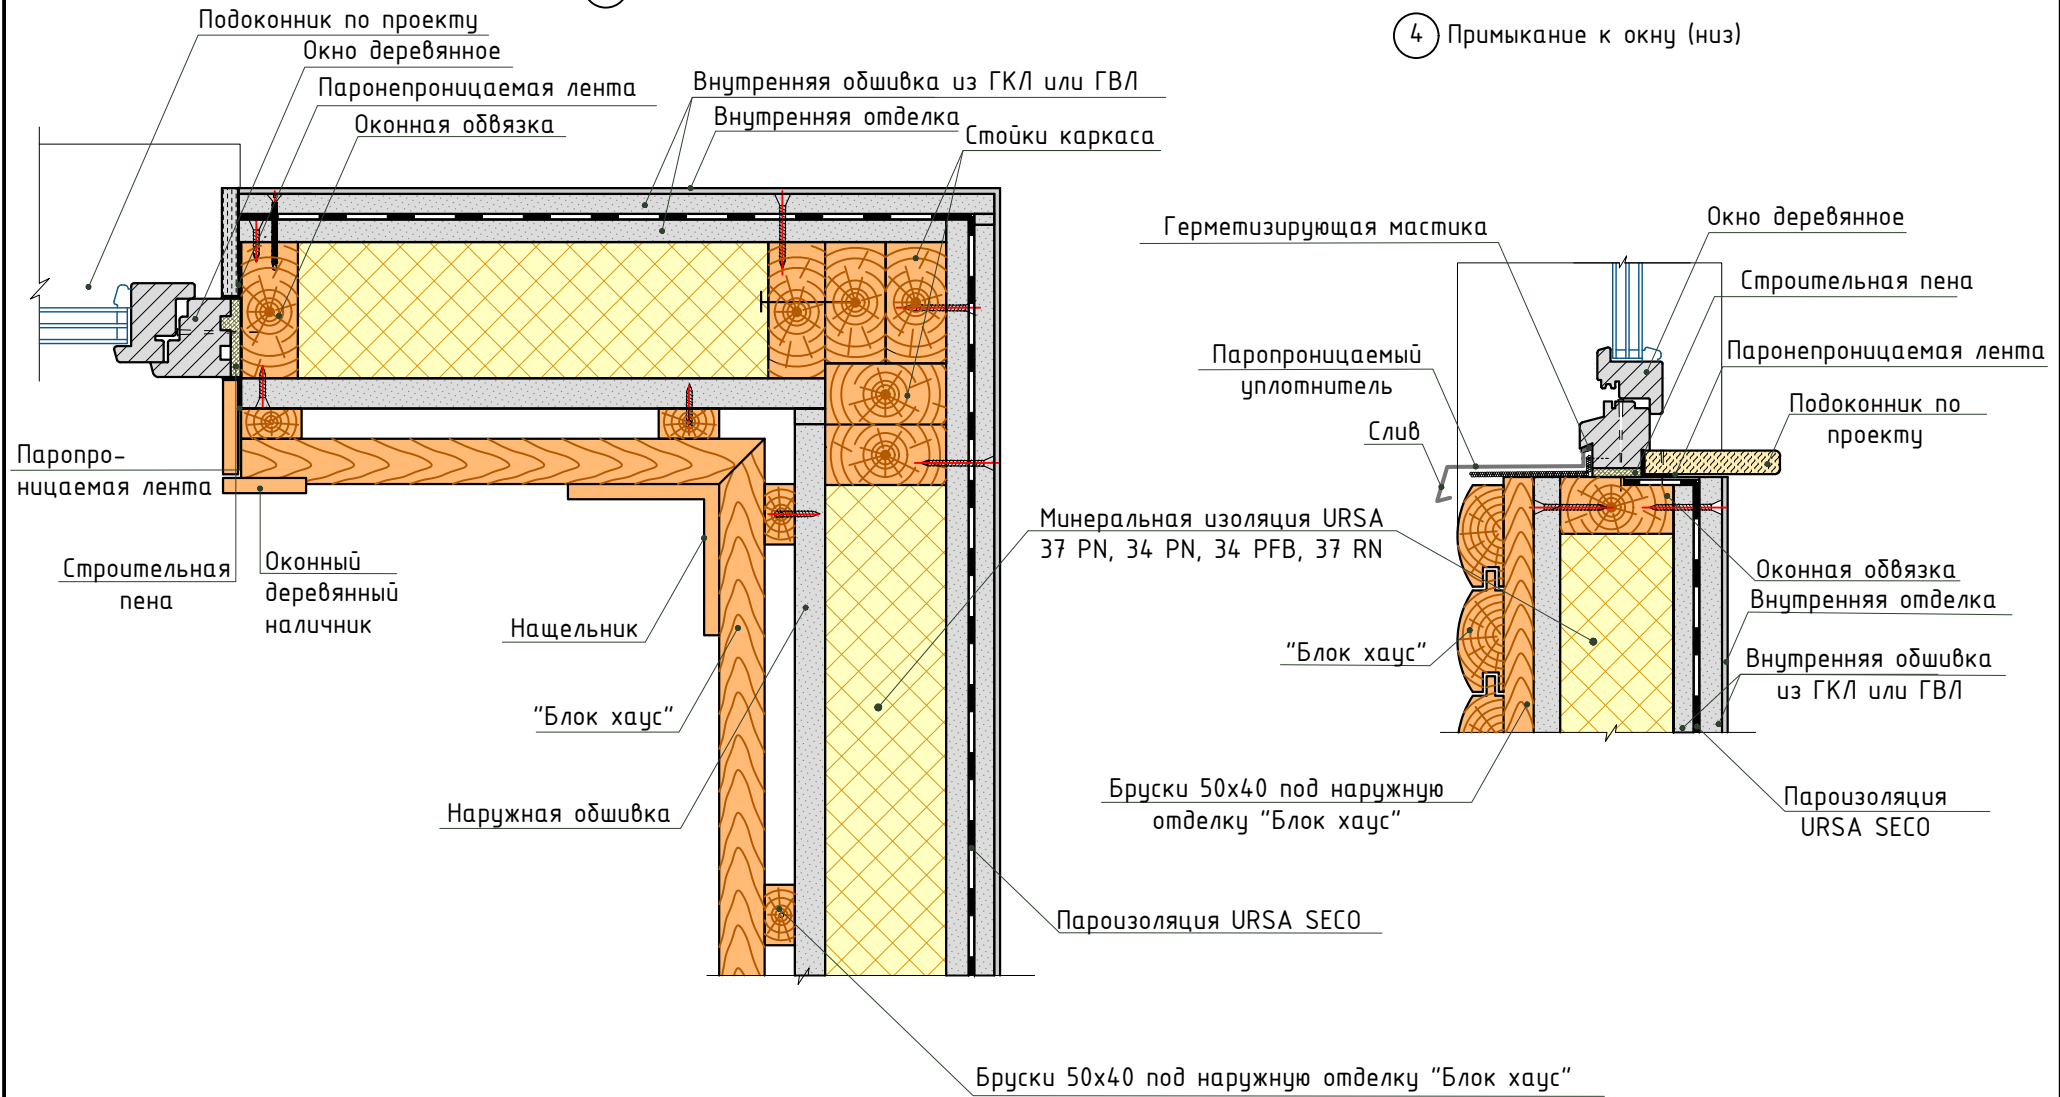 Подоконник по проекту
Окно деревянное
Паронепроницаемая лента
Оконная обвязка
Внутренняя обшивка из ГКЛ или ГВЛ
Внутренняя отделка
Стойки каркаса
Паропро-
ницаемая лента
Строительная
пена
Оконный
деревянный
наличник
Нащельник
"Блок хаус"
Наружная обшивка
Минеральная изоляция URSA
37 PN, 34 PN, 34 PFB, 37 RN
Пароизоляция URSA SECO
Бруски 50х40 под наружную отделку "Блок хаус"
4 Примыкание к окну (низ)
Герметизирующая мастика
Окно деревянное
Строительная пена
Паропроницаемый
уплотнитель
Паронепроницаемая лента
Слив
Подоконник по
проекту
Оконная обвязка
Внутренняя отделка
"Блок хаус"
Внутренняя обшивка
из ГКЛ или ГВЛ
Бруски 50х40 под наружную
отделку "Блок хаус"
Пароизоляция
URSA SECO